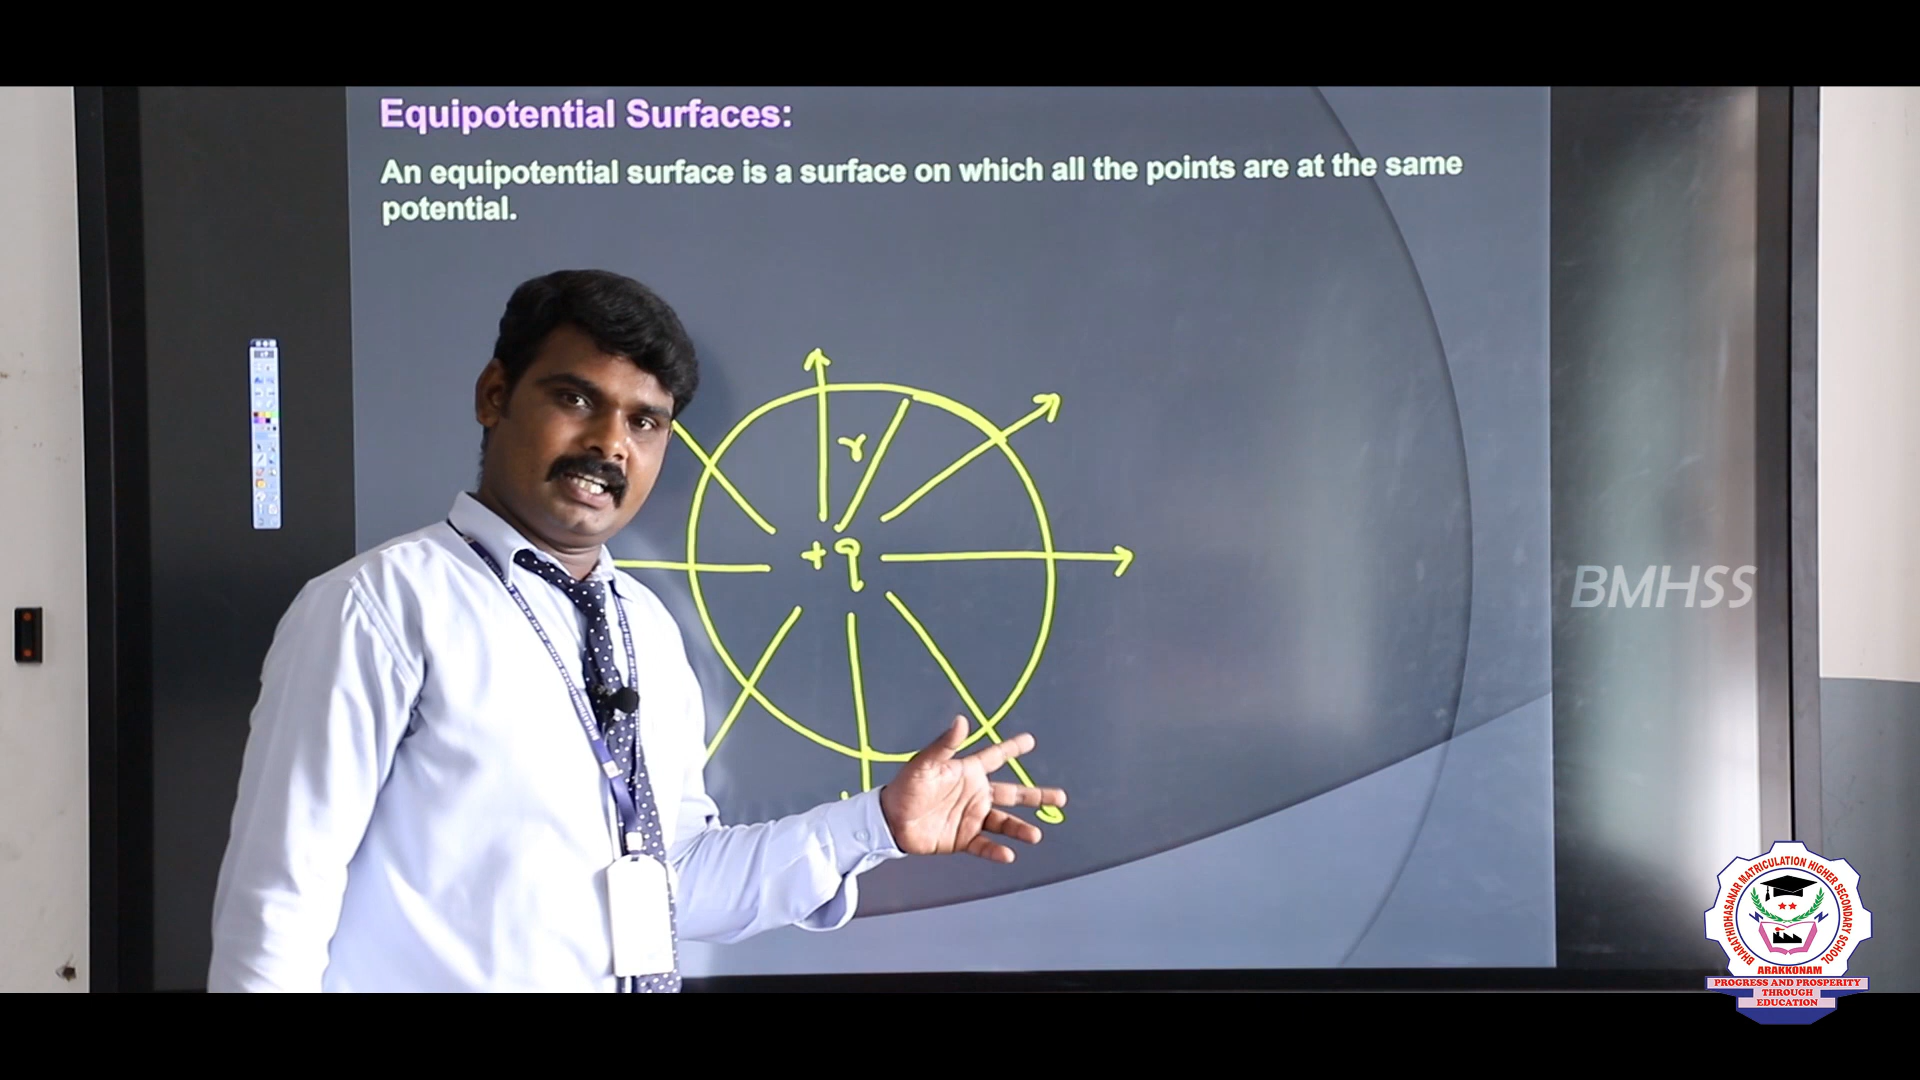 Equipotential Surfaces:
An equipotential surface is a surface on which all the points are at the same
potential.
r
+q
BMHSS
BHARATHIDHASANAR MATRICULATION HIGHER SECONDARY SCHOOL
ARAKKONAM
PROGRESS AND PROSPERITY
THROUGH
EDUCATION